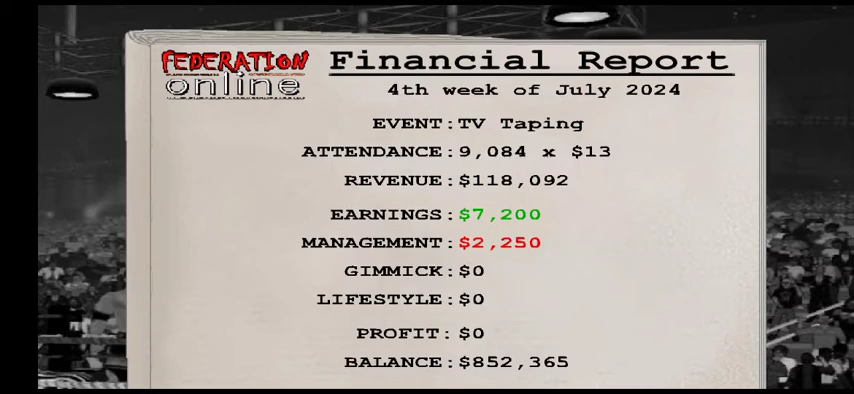 FEDERATION
online
Financial Report
4th week of July 2024
EVENT: TV Taping
ATTENDANCE: 9,084 x $13
REVENUE: $118,092
EARNINGS: $7,200
MANAGEMENT: $2,250
GIMMICK: $0
LIFESTYLE: $0
PROFIT: $0
BALANCE: $852,365